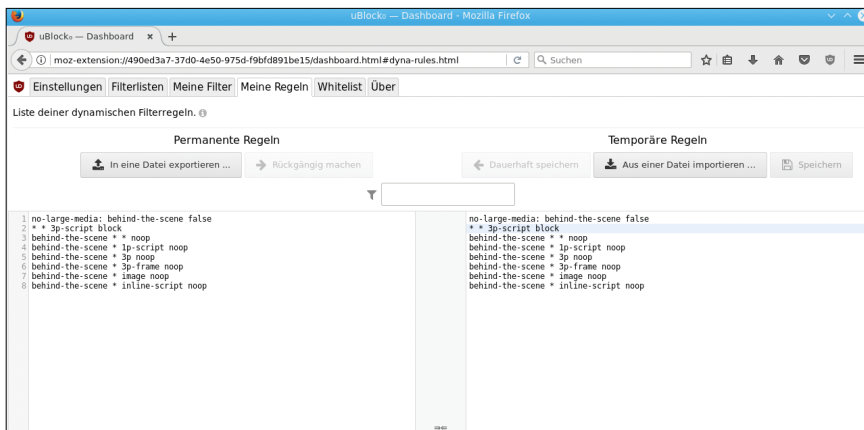 uBlock₀ — Dashboard - Mozilla Firefox
uBlock₀ — Dashboard
moz-extension://490ed3a7-37d0-4e50-975d-f9bfd891be15/dashboard.html#dyna-rules.html
Suchen
Einstellungen Filterlisten Meine Filter Meine Regeln Whitelist Über
Liste deiner dynamischen Filterregeln.
Permanente Regeln
Temporäre Regeln
In eine Datei exportieren ... Rückgängig machen
Dauerhaft speichern Aus einer Datei importieren ... Speichern
1 no-large-media: behind-the-scene false
2 * * 3p-script block
3 behind-the-scene * * noop
4 behind-the-scene * 1p-script noop
5 behind-the-scene * 3p noop
6 behind-the-scene * 3p-frame noop
7 behind-the-scene * image noop
8 behind-the-scene * inline-script noop
no-large-media: behind-the-scene false
* * 3p-script block
behind-the-scene * * noop
behind-the-scene * 1p-script noop
behind-the-scene * 3p noop
behind-the-scene * 3p-frame noop
behind-the-scene * image noop
behind-the-scene * inline-script noop